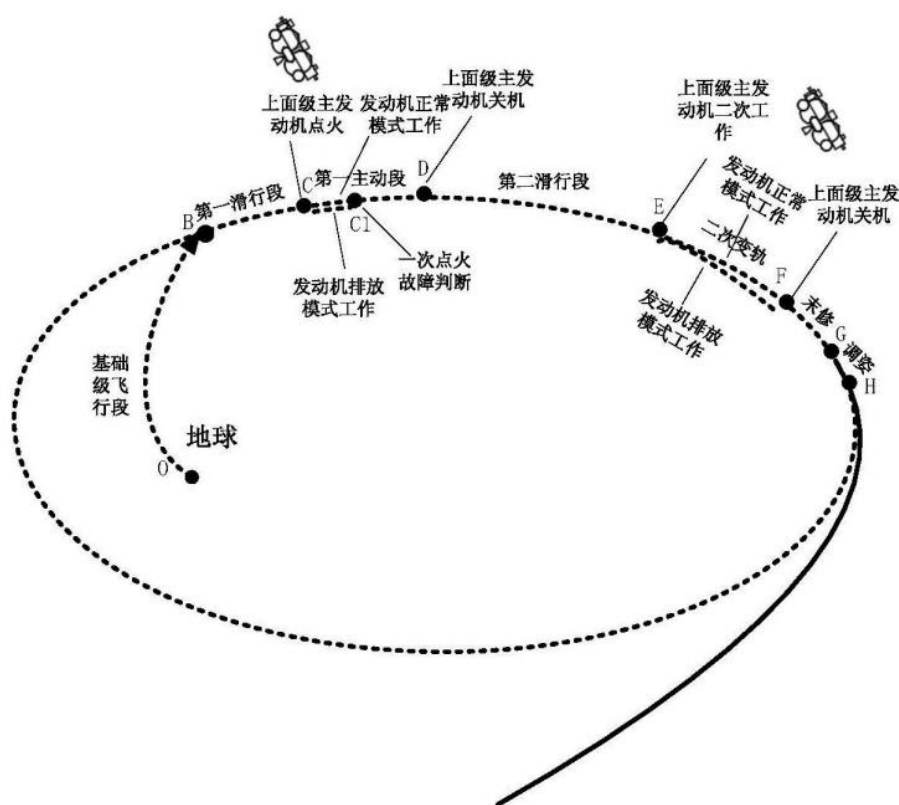 上面级主发
动机点火
发动机正常
模式工作
上面级主发
动机关机
上面级主发
动机二次工
作
第一滑行段
C
第一主动段
D
第二滑行段
B
C1
E
发动机正常
模式工作
上面级主发
动机关机
发动机排放
模式工作
一次点火
故障判断
二次变轨
F
发动机排放
模式工作
末修
G
调姿
H
基础
级飞
行段
地球
O